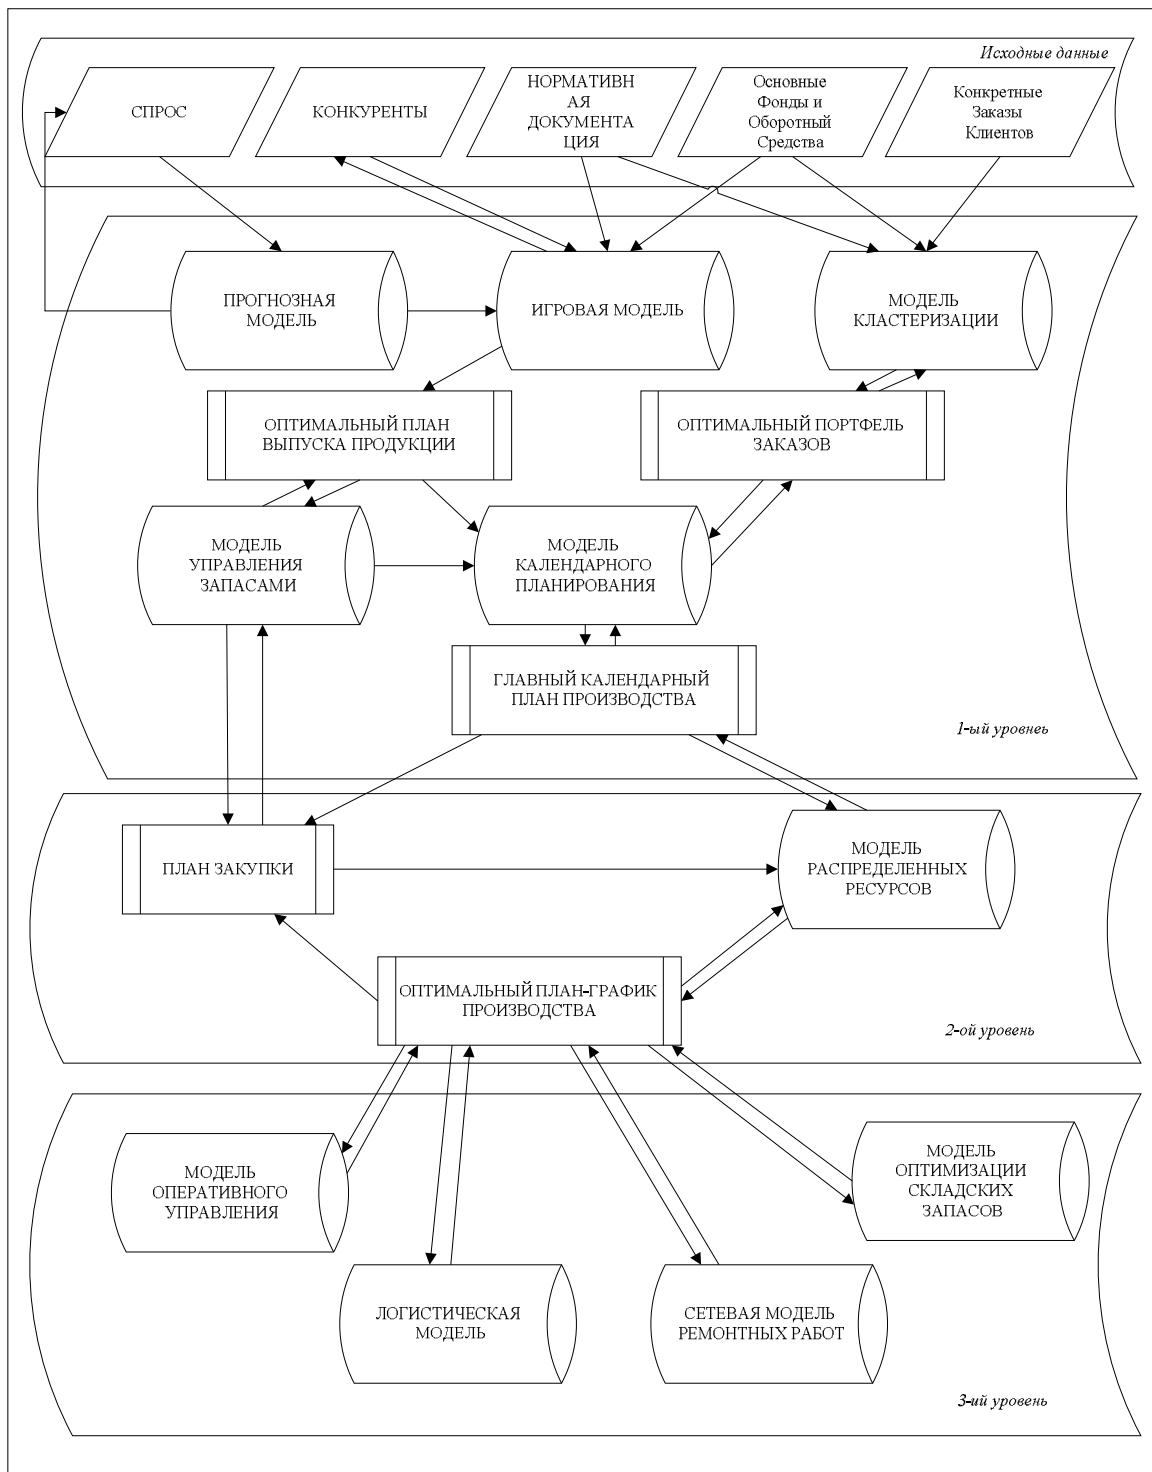 Исходные данные
СПРОС
КОНКУРЕНТЫ
НОРМАТИВН
АЯ
ДОКУМЕНТА
ЦИЯ
Основные
Фонды и
Оборотный
Средства
Конкретные
Заказы
Клиентов
ПРОГНОЗНАЯ
МОДЕЛЬ
ИГРОВАЯ МОДЕЛЬ
МОДЕЛЬ
КЛАСТЕРИЗАЦИИ
ОПТИМАЛЬНЫЙ ПЛАН
ВЫПУСКА ПРОДУКЦИИ
ОПТИМАЛЬНЫЙ ПОРТФЕЛЬ
ЗАКАЗОВ
МОДЕЛЬ
УПРАВЛЕНИЯ
ЗАПАСАМИ
МОДЕЛЬ
КАЛЕНДАРНОГО
ПЛАНИРОВАНИЯ
ГЛАВНЫЙ КАЛЕНДАРНЫЙ
ПЛАН ПРОИЗВОДСТВА
1-ый уровнеь
ПЛАН ЗАКУПКИ
МОДЕЛЬ
РАСПРЕДЕЛЕННЫХ
РЕСУРСОВ
ОПТИМАЛЬНЫЙ ПЛАН-ГРАФИК
ПРОИЗВОДСТВА
2-ой уровень
МОДЕЛЬ
ОПЕРАТИВНОГО
УПРАВЛЕНИЯ
МОДЕЛЬ
ОПТИМИЗАЦИИ
СКЛАДСКИХ
ЗАПАСОВ
ЛОГИСТИЧЕСКАЯ
МОДЕЛЬ
СЕТЕВАЯ МОДЕЛЬ
РЕМОНТНЫХ РАБОТ
3-ий уровень